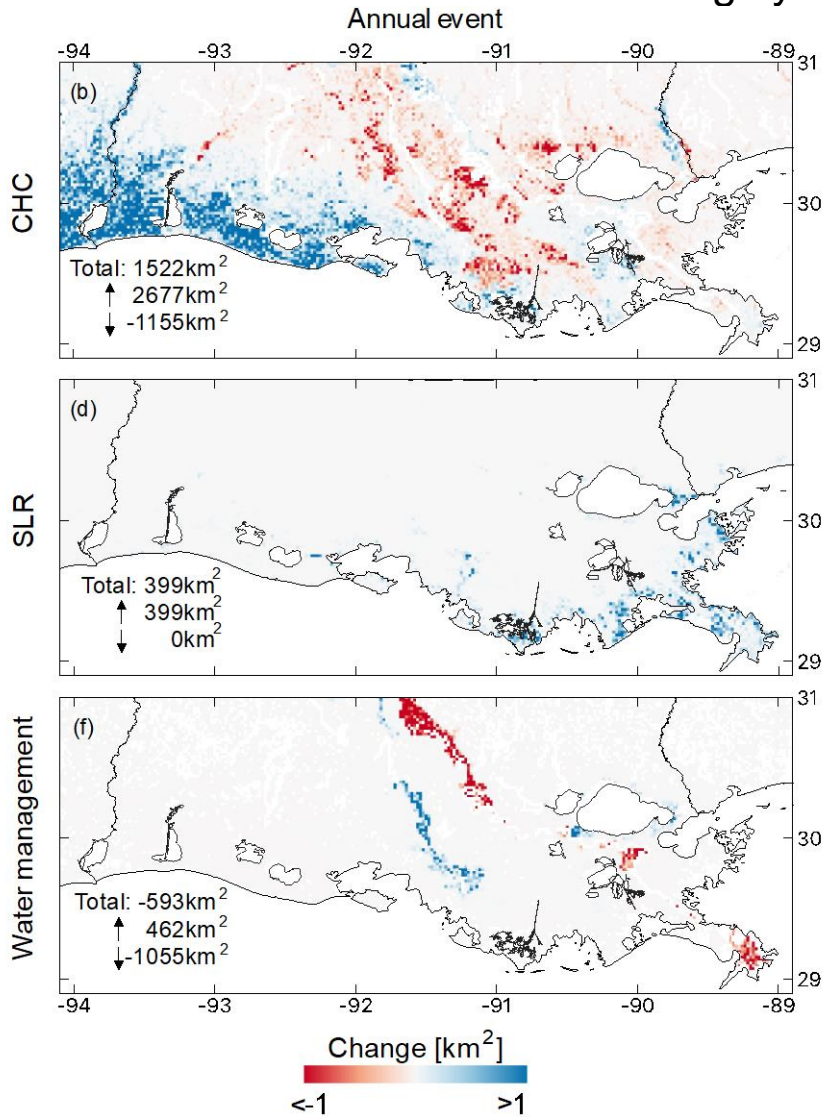 Annual event
-94 -93 -92 -91 -90 -89
31
(b)
CHC
30
Total: 1522km²
2677km²
-1155km²
29
(d)
SLR
30
Total: 399km²
399km²
0km²
29
31
(f)
Water management
30
Total: -593km²
462km²
-1055km²
29
-94 -93 -92 -91 -90 -89
Change [km²]
<-1 >1